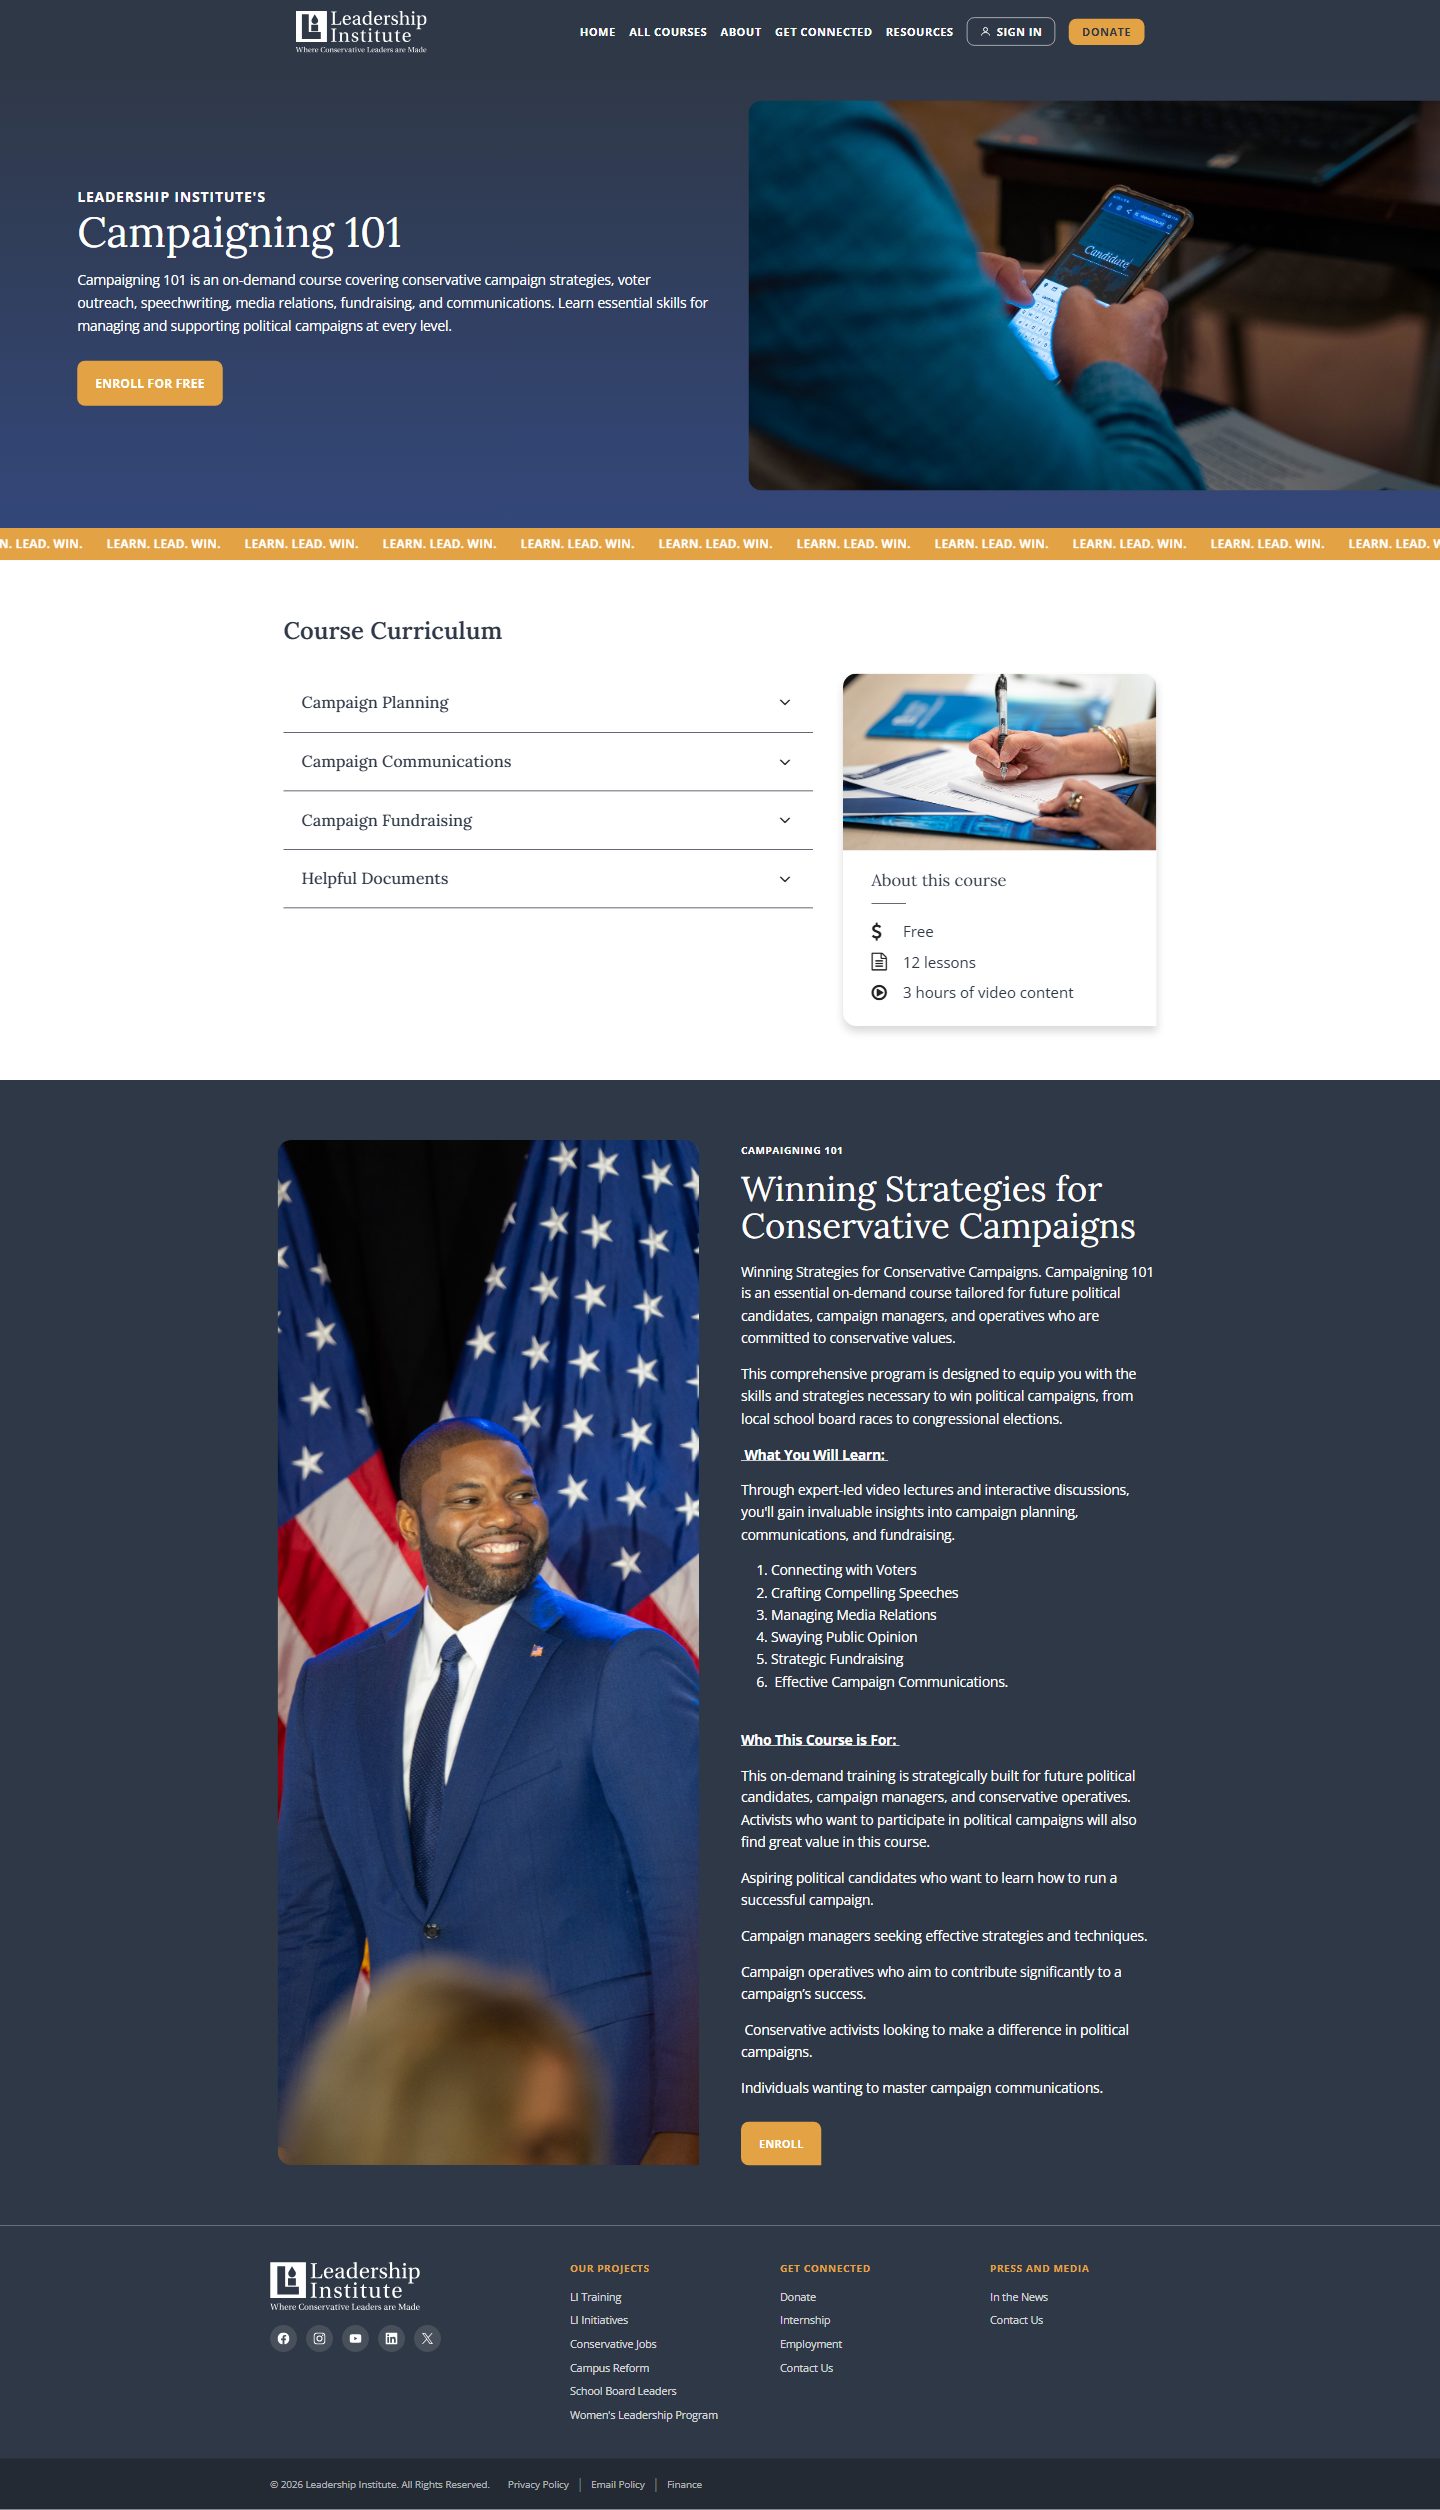 Leadership
Institute
Where Conservative Leaders are Made
HOME
ALL COURSES
ABOUT
GET CONNECTED
RESOURCES
SIGN IN
DONATE
LEADERSHIP INSTITUTE'S
Campaigning 101
Campaigning 101 is an on-demand course covering conservative campaign strategies, voter
outreach, speechwriting, media relations, fundraising, and communications. Learn essential skills for
managing and supporting political campaigns at every level.
ENROLL FOR FREE
Candidate
N. LEAD. WIN. LEARN. LEAD. WIN. LEARN. LEAD. WIN. LEARN. LEAD. WIN. LEARN. LEAD. WIN. LEARN. LEAD. WIN. LEARN. LEAD. WIN. LEARN. LEAD. WIN. LEARN. LEAD. WIN. LEARN. LEAD. WIN. LEARN. LEAD. W
Course Curriculum
Campaign Planning
Campaign Communications
Campaign Fundraising
Helpful Documents
About this course
Free
12 lessons
3 hours of video content
CAMPAIGNING 101
Winning Strategies for
Conservative Campaigns
Winning Strategies for Conservative Campaigns. Campaigning 101
is an essential on-demand course tailored for future political
candidates, campaign managers, and operatives who are
committed to conservative values.
This comprehensive program is designed to equip you with the
skills and strategies necessary to win political campaigns, from
local school board races to congressional elections.
What You Will Learn:
Through expert-led video lectures and interactive discussions,
you'll gain invaluable insights into campaign planning,
communications, and fundraising.
1. Connecting with Voters
2. Crafting Compelling Speeches
3. Managing Media Relations
4. Swaying Public Opinion
5. Strategic Fundraising
6. Effective Campaign Communications.
Who This Course is For:
This on-demand training is strategically built for future political
candidates, campaign managers, and conservative operatives.
Activists who want to participate in political campaigns will also
find great value in this course.
Aspiring political candidates who want to learn how to run a
successful campaign.
Campaign managers seeking effective strategies and techniques.
Campaign operatives who aim to contribute significantly to a
campaign’s success.
Conservative activists looking to make a difference in political
campaigns.
Individuals wanting to master campaign communications.
ENROLL
Leadership
Institute
Where Conservative Leaders are Made
OUR PROJECTS
LI Training
LI Initiatives
Conservative Jobs
Campus Reform
School Board Leaders
Women's Leadership Program
GET CONNECTED
Donate
Internship
Employment
Contact Us
PRESS AND MEDIA
In the News
Contact Us
© 2026 Leadership Institute. All Rights Reserved.
Privacy Policy
Email Policy
Finance